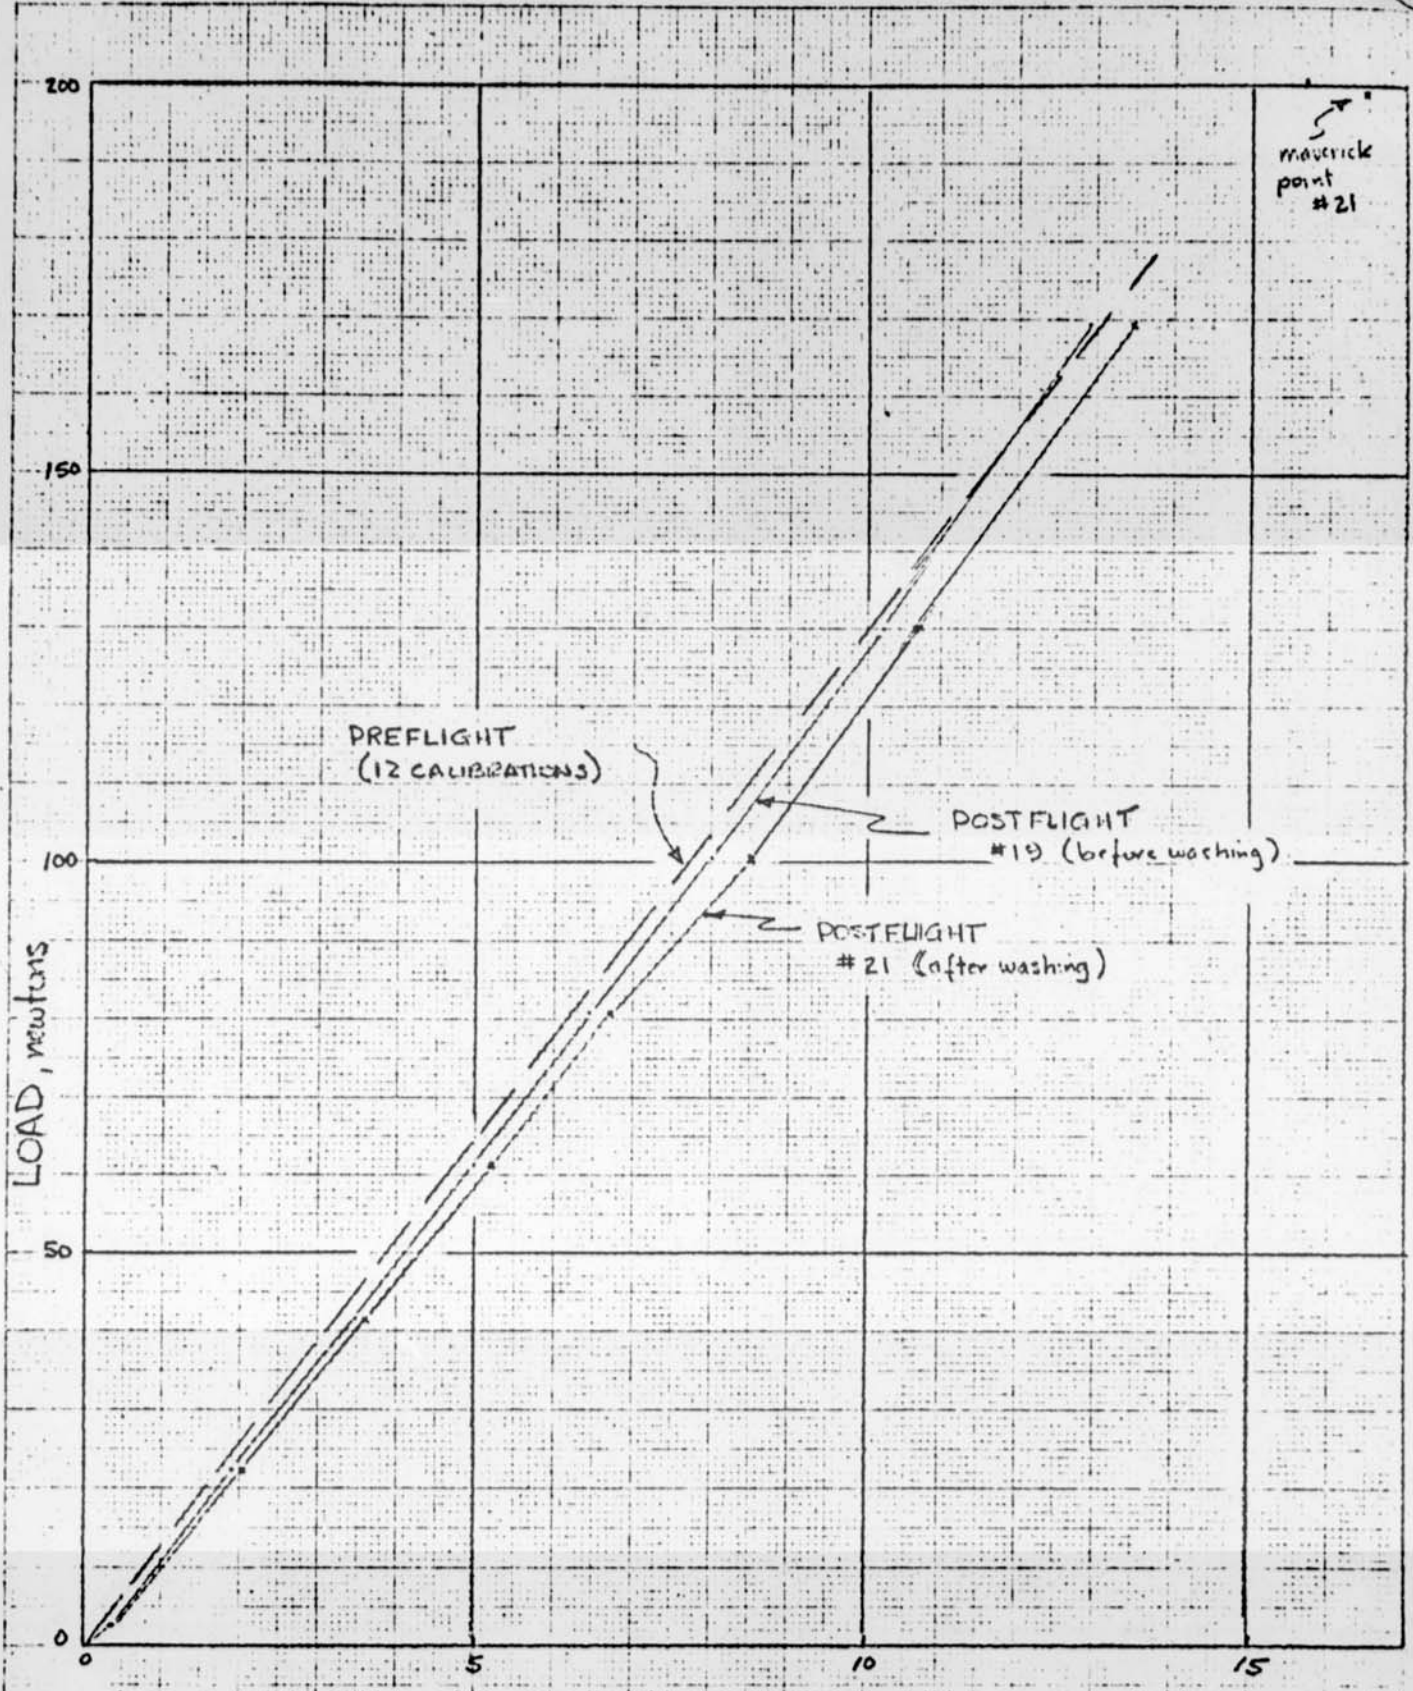 200
maverick
point
#21
150
PREFLIGHT
(12 CALIBRATIONS)
POSTFLIGHT
#19 (before washing)
100
POSTFLIGHT
#21 (after washing)
LOAD, newtons
50
0
0 5 10 15